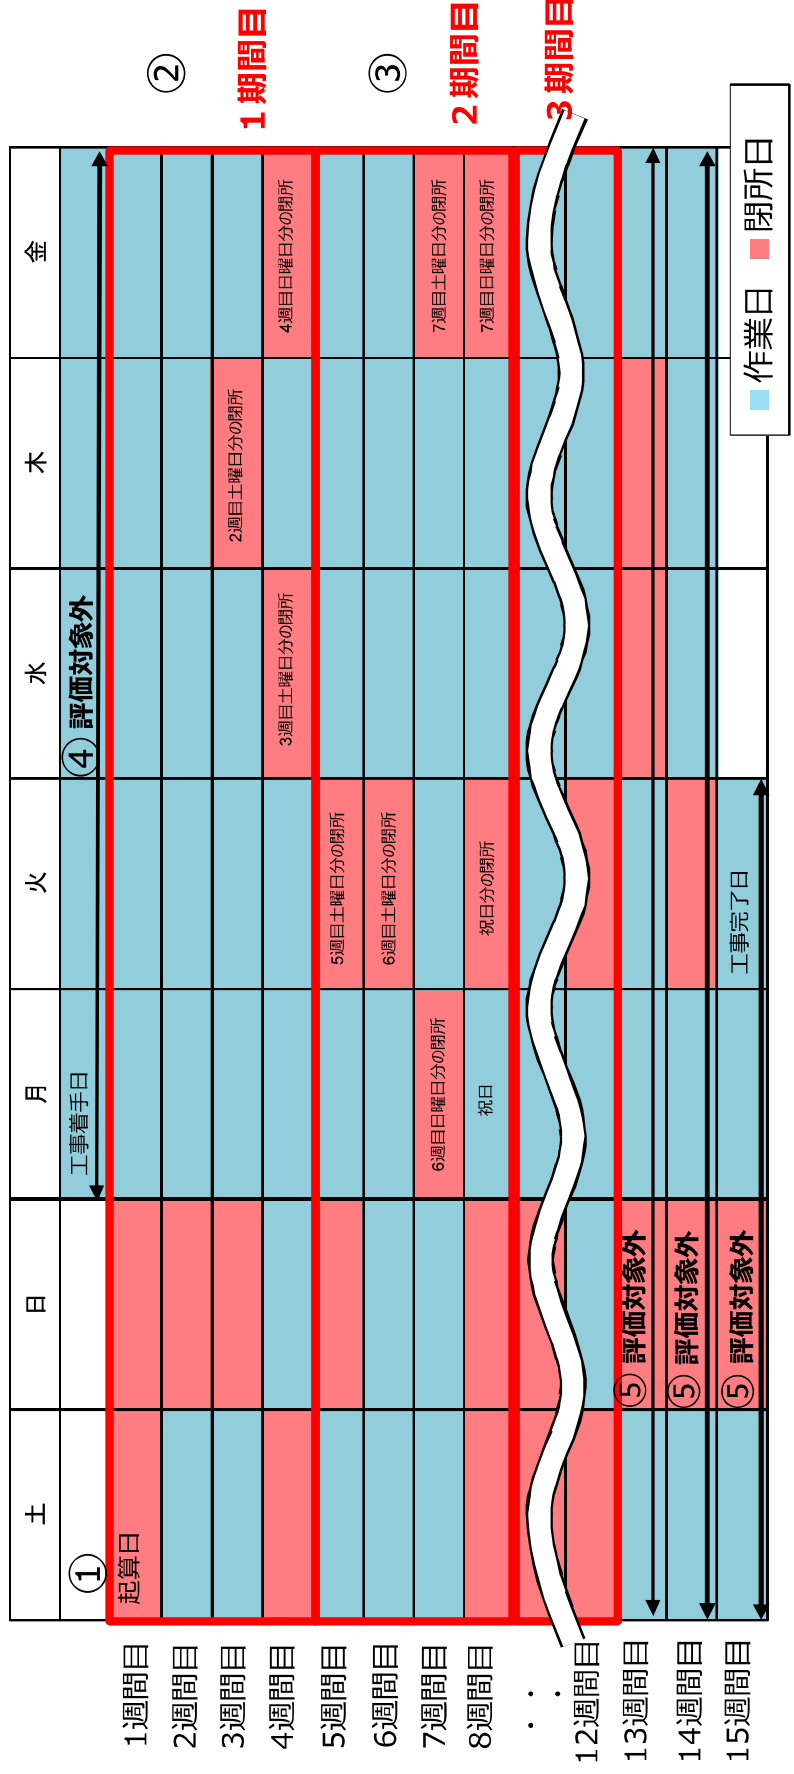 土 日 月 火 水 木 金
① 工事着手日 ④ 評価対象外
1週間目 起算日
②
2週間目
3週間目 2週目土曜日分の閉所
1期間目
4週間目 3週目土曜日分の閉所 4週目日曜日分の閉所
5週間目 5週目土曜日分の閉所
③
6週間目 6週目土曜日分の閉所
7週間目 6週目日曜日分の閉所 7週目土曜日分の閉所
2期間目
8週間目 祝日 祝日分の閉所 7週目日曜日分の閉所
: :
3期間目
12週間目
13週間目 ⑤ 評価対象外
14週間目 ⑤ 評価対象外
15週間目 ⑤ 評価対象外 工事完了日
作業日 閉所日